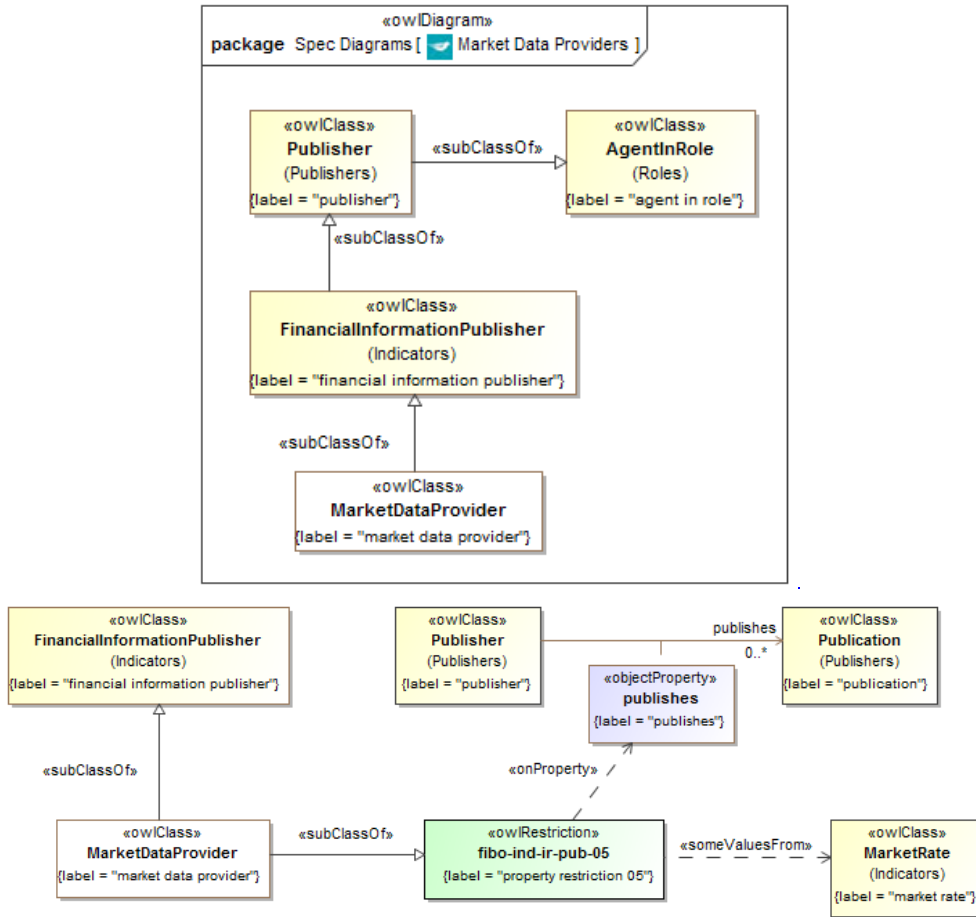 «owlDiagram»
package Spec Diagrams [ Market Data Providers ]
«owlClass»
Publisher
(Publishers)
{label = "publisher"}
«subClassOf»
«owlClass»
AgentInRole
(Roles)
{label = "agent in role"}
«subClassOf»
«owlClass»
FinancialInformationPublisher
(Indicators)
{label = "financial information publisher"}
«subClassOf»
«owlClass»
MarketDataProvider
{label = "market data provider"}
«owlClass»
FinancialInformationPublisher
(Indicators)
{label = "financial information publisher"}
«owlClass»
Publisher
(Publishers)
{label = "publisher"}
publishes
0..*
«owlClass»
Publication
(Publishers)
{label = "publication"}
«objectProperty»
publishes
{label = "publishes"}
«subClassOf»
«onProperty»
«owlClass»
MarketDataProvider
{label = "market data provider"}
«subClassOf»
«owlRestriction»
fibo-ind-ir-pub-05
{label = "property restriction 05"}
«someValuesFrom»
«owlClass»
MarketRate
(Indicators)
{label = "market rate"}